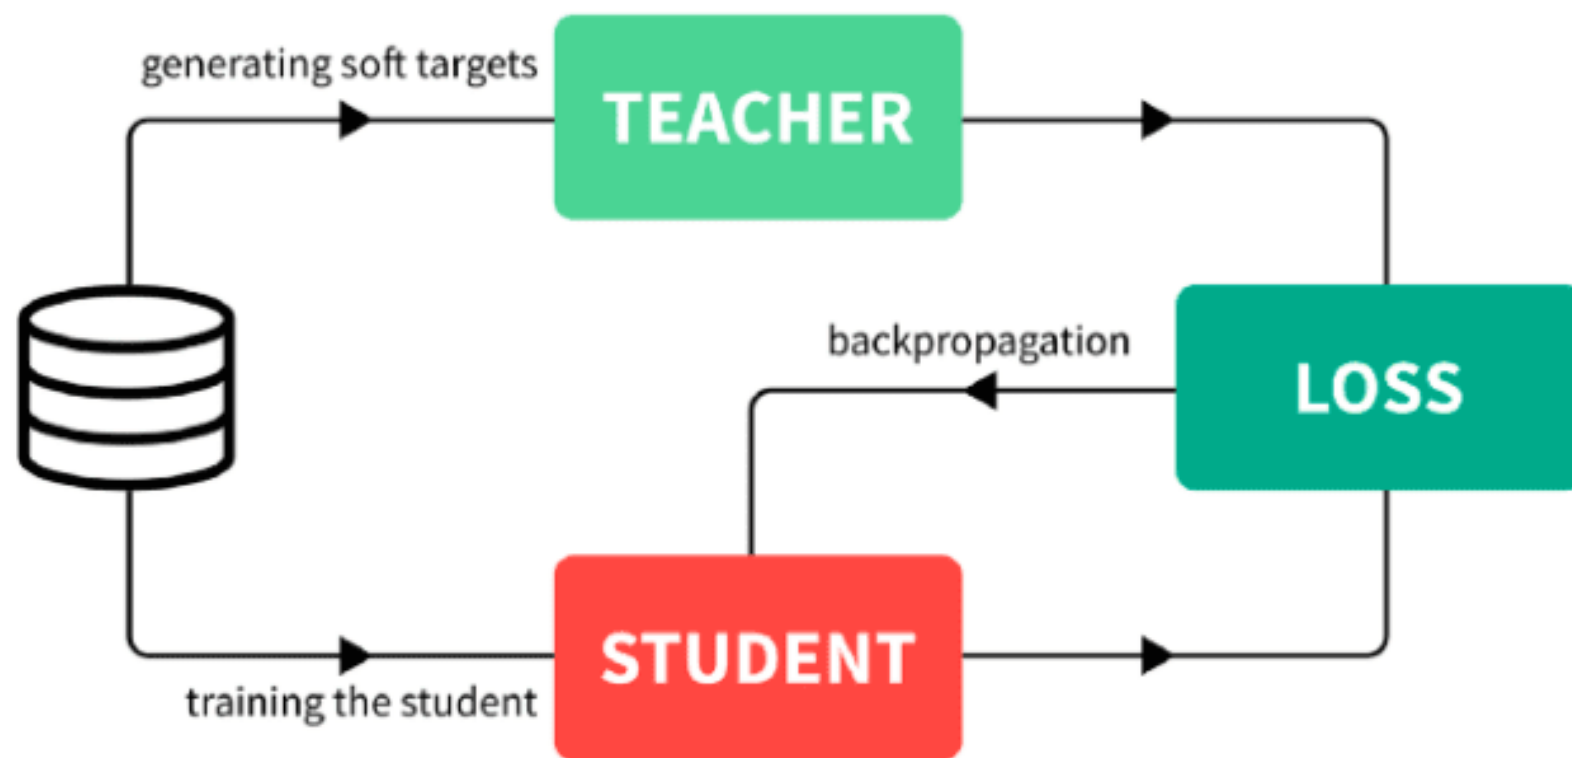 generating soft targets
TEACHER
backpropagation
LOSS
STUDENT
training the student